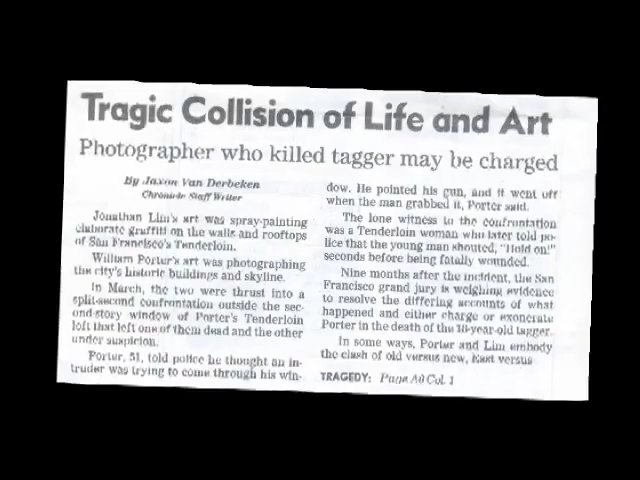 Tragic Collision of Life and Art
Photographer who killed tagger may be charged
By Jaxon Van Derbeken
Chronicle Staff Writer
Jonathan Lim's art was spray-painting
elaborate graffiti on the walls and rooftops
of San Francisco's Tenderloin.
William Porter's art was photographing
the city's historic buildings and skyline.
In March, the two were thrust into a
split-second confrontation outside the sec-
ond-story window of Porter's Tenderloin
loft that left one of them dead and the other
under suspicion.
Porter, 51, told police he thought an in-
truder was trying to come through his win-
dow. He pointed his gun, and it went off
when the man grabbed it, Porter said.
The lone witness to the confrontation
was a Tenderloin woman who later told po-
lice that the young man shouted, "Hold on!"
seconds before being fatally wounded.
Nine months after the incident, the San
Francisco grand jury is weighing evidence
to resolve the differing accounts of what
happened and either charge or exonerate
Porter in the death of the 18-year-old tagger.
In some ways, Porter and Lim embody
the clash of old versus new, East versus
TRAGEDY: Page A9 Col. 1